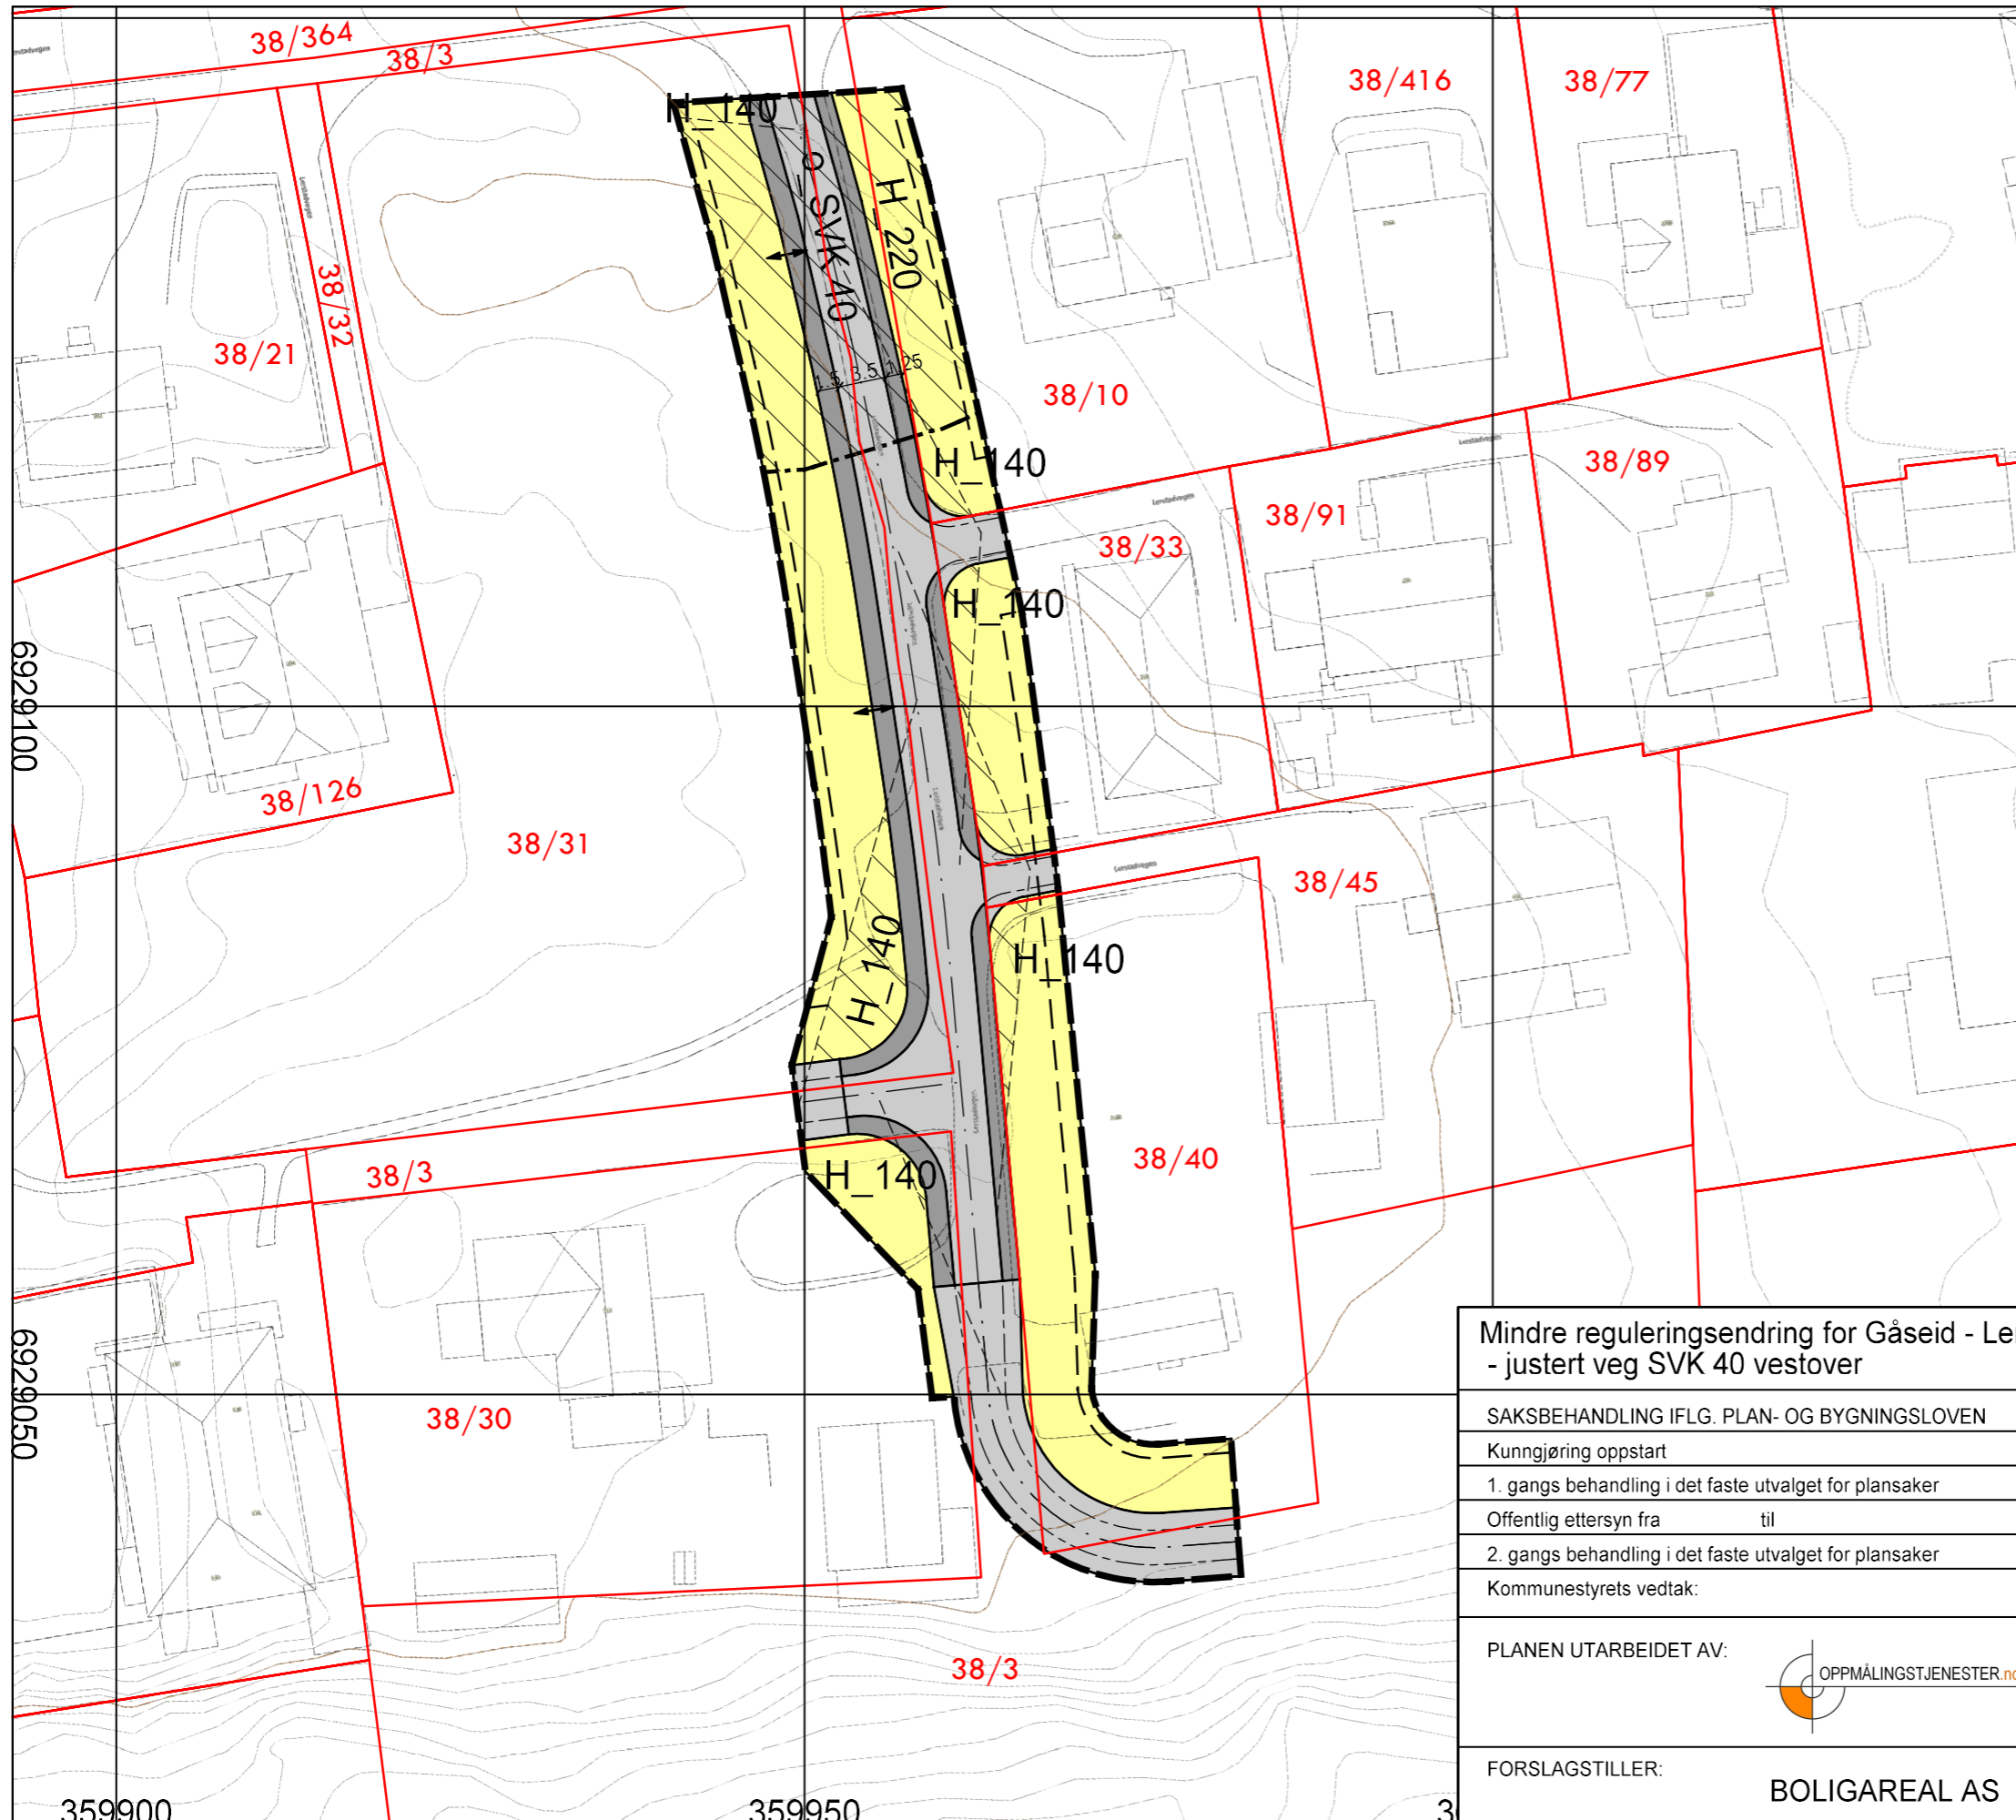 38/364
38/3
38/416
38/77
H_140
o_SVK 40
H_220
38/32
38/21
1.5 3.5 1.25
38/10
H_140
38/89
38/91
38/33
H_140
6929100
38/126
38/31
38/45
H_140
H_140
38/40
38/3
H_140
6929050
38/30
38/3
359900
359950
Mindre reguleringsendring for Gåseid - Le
- justert veg SVK 40 vestover
SAKSBEHANDLING IFLG. PLAN- OG BYGNINGSLOVEN
Kunngjøring oppstart
1. gangs behandling i det faste utvalget for plansaker
Offentlig ettersyn fra til
2. gangs behandling i det faste utvalget for plansaker
Kommunestyrets vedtak:
PLANEN UTARBEIDET AV:
OPPMÅLINGSTJENESTER.no
FORSLAGSTILLER:
BOLIGAREAL AS